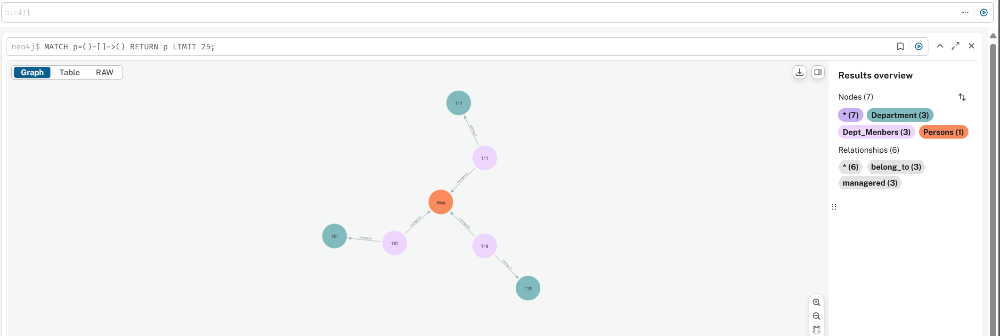 neo4j$
neo4j$ MATCH p=()-[]->() RETURN p LIMIT 25;
Graph Table RAW
Results overview
Nodes (7)
* (7) Department (3)
Dept_Menbers (3) Persons (1)
Relationships (6)
* (6) belong_to (3)
managered (3)
111
belong_to
111
managered
Alice
managered
managered
181
belong_to
181
119
belong_to
119